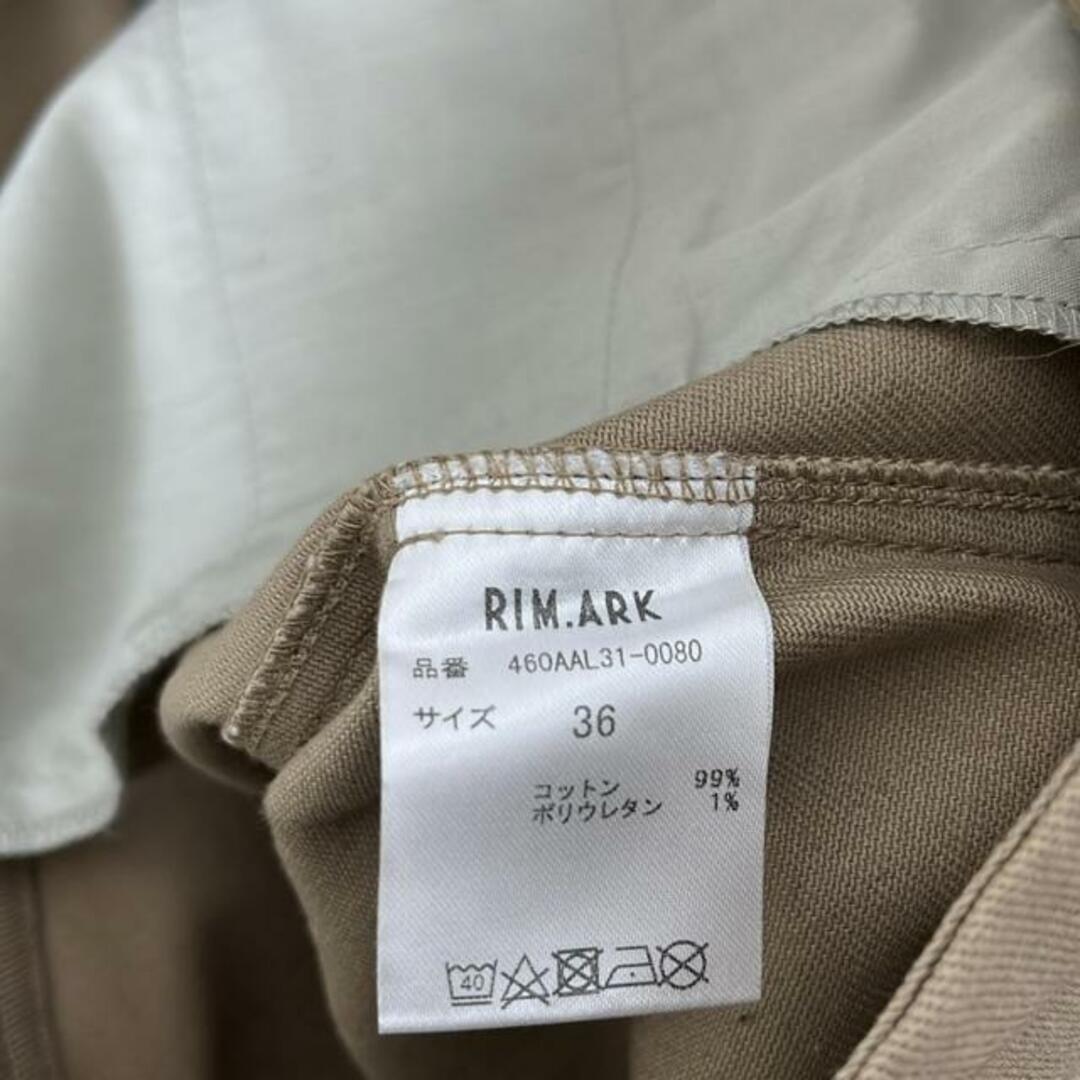 RIM.ARK
品番 460AAL31-0080
サイズ 36
コットン 99%
ポリウレタン 1%
40